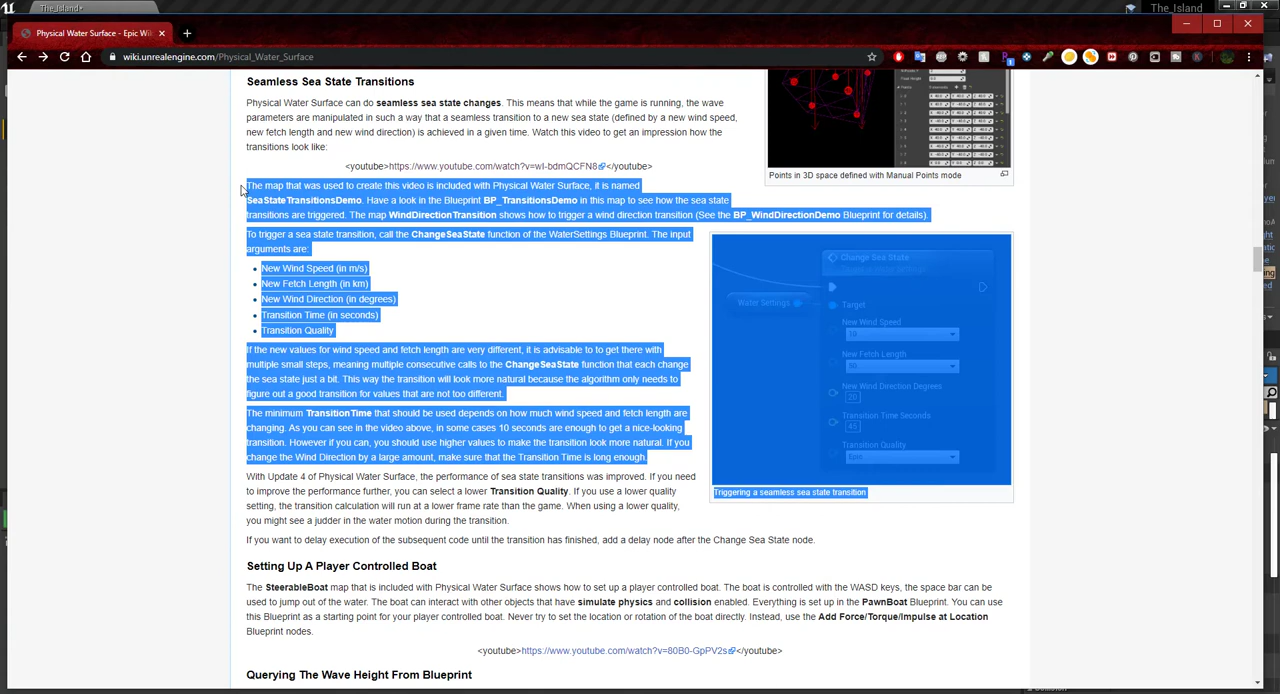 The_Island*
The_Island
Physical Water Surface - Epic Wi
wiki.unrealengine.com/Physical_Water_Surface
Seamless Sea State Transitions
Physical Water Surface can do seamless sea state changes. This means that while the game is running, the wave
parameters are manipulated in such a way that a seamless transition to a new sea state (defined by a new wind speed,
new fetch length and new wind direction) is achieved in a given time. Watch this video to get an impression how the
transitions look like:
<youtube>https://www.youtube.com/watch?v=wI-bdmQCFN8</youtube>
Points in 3D space defined with Manual Points mode
The map that was used to create this video is included with Physical Water Surface, it is named
SeaStateTransitionsDemo. Have a look in the Blueprint BP_TransitionsDemo in this map to see how the sea state
transitions are triggered. The map WindDirectionTransition shows how to trigger a wind direction transition (See the BP_WindDirectionDemo Blueprint for details).
To trigger a sea state transition, call the ChangeSeaState function of the WaterSettings Blueprint. The input
arguments are:
New Wind Speed (in m/s)
New Fetch Length (in km)
New Wind Direction (in degrees)
Transition Time (in seconds)
Transition Quality
If the new values for wind speed and fetch length are very different, it is advisable to to get there with
multiple small steps, meaning multiple consecutive calls to the ChangeSeaState function that each change
the sea state just a bit. This way the transition will look more natural because the algorithm only needs to
figure out a good transition for values that are not too different.
The minimum TransitionTime that should be used depends on how much wind speed and fetch length are
changing. As you can see in the video above, in some cases 10 seconds are enough to get a nice-looking
transition. However if you can, you should use higher values to make the transition look more natural. If you
change the Wind Direction by a large amount, make sure that the Transition Time is long enough.
Change Sea State
Water Settings
Target
New Wind Speed
10
New Fetch Length
50
New Wind Direction Degrees
20
Transition Time Seconds
45
Transition Quality
Epic
Triggering a seamless sea state transition
With Update 4 of Physical Water Surface, the performance of sea state transitions was improved. If you need
to improve the performance further, you can select a lower Transition Quality. If you use a lower quality
setting, the transition calculation will run at a lower frame rate than the game. When using a lower quality,
you might see a judder in the water motion during the transition.
If you want to delay execution of the subsequent code until the transition has finished, add a delay node after the Change Sea State node.
Setting Up A Player Controlled Boat
The SteerableBoat map that is included with Physical Water Surface shows how to set up a player controlled boat. The boat is controlled with the WASD keys, the space bar can be
used to jump out of the water. The boat can interact with other objects that have simulate physics and collision enabled. Everything is set up in the PawnBoat Blueprint. You can use
this Blueprint as a starting point for your player controlled boat. Never try to set the location or rotation of the boat directly. Instead, use the Add Force/Torque/Impulse at Location
Blueprint nodes.
<youtube>https://www.youtube.com/watch?v=80B0-GpPV2s</youtube>
Querying The Wave Height From Blueprint